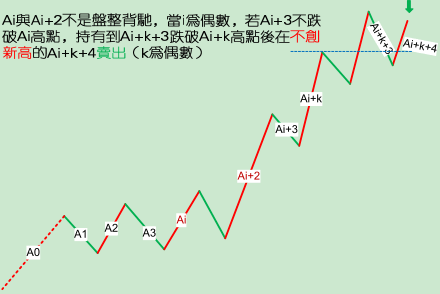 Ai與Ai+2不是盤整背馳，當i爲偶數，若Ai+3不跌
破Ai高點，持有到Ai+k+3跌破Ai+k高點後在不創
新高的Ai+k+4賣出（k爲偶數）
Ai+k+3
Ai+k+4
Ai+k
Ai+3
Ai+2
Ai
A2
A1
A3
A0